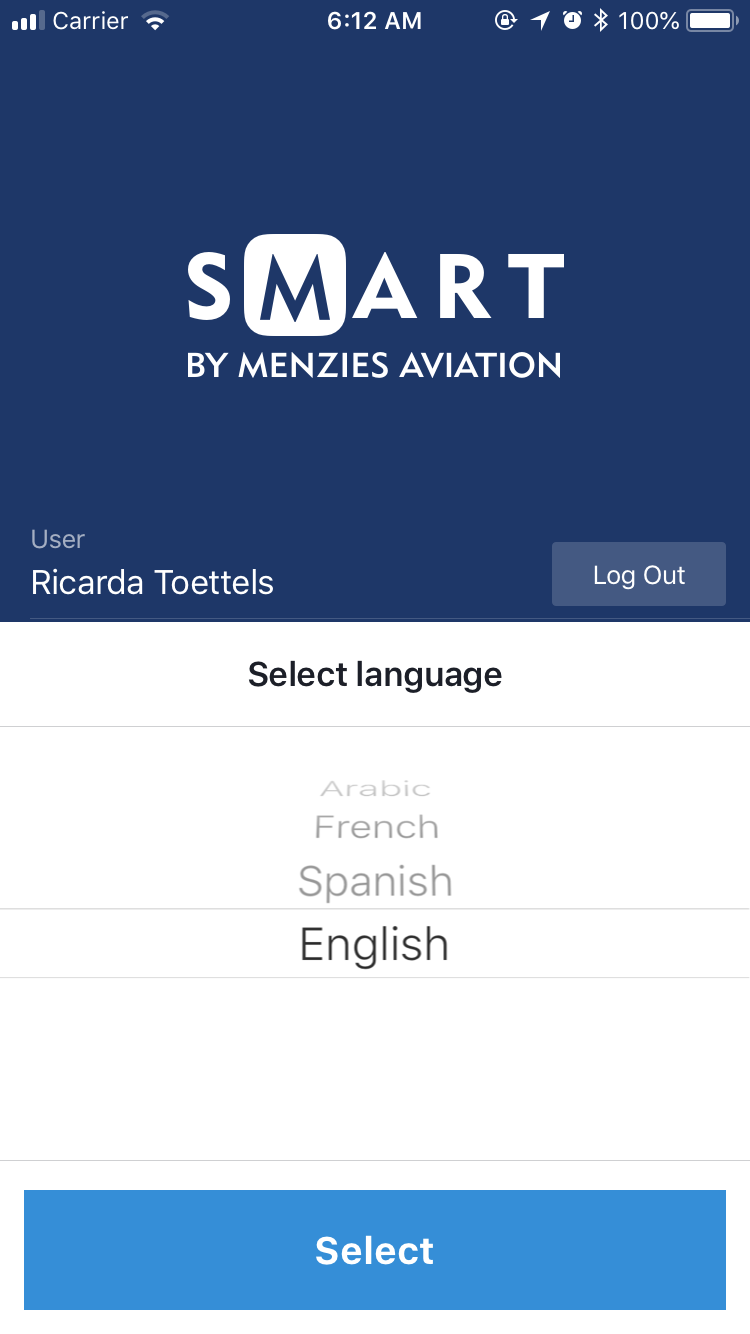 Carrier 6:12 AM 100%
SMART
BY MENZIES AVIATION
User
Ricarda Toettels
Log Out
Select language
Arabic
French
Spanish
English
Select